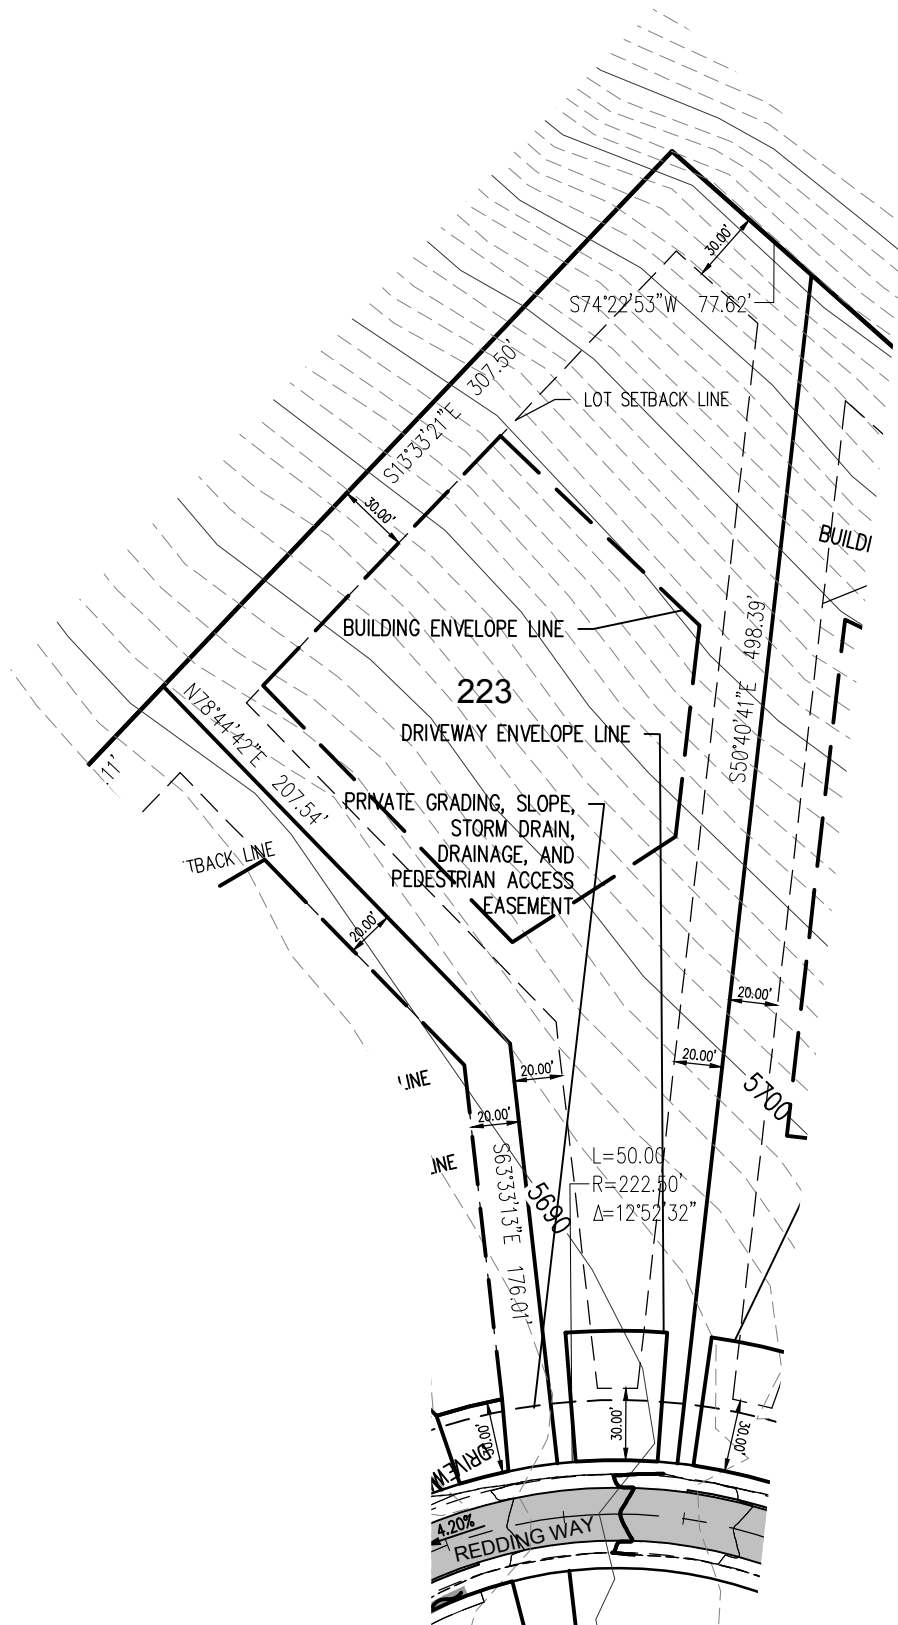 30.00'
S74°22'53"W 77.62'
S13°33'21"E 307.50'
LOT SETBACK LINE
30.00'
BUILDI
BUILDING ENVELOPE LINE
S50°40'41"E 498.39'
223
N78°44'42"E 207.54'
DRIVEWAY ENVELOPE LINE
11'
PRIVATE GRADING, SLOPE,
STORM DRAIN,
DRAINAGE, AND
PEDESTRIAN ACCESS
EASEMENT
TBACK LINE
20.00'
20.00'
20.00'
20.00'
LINE
5700
20.00'
S63°33'13"E 176.01'
INE
5690
L=50.00'
R=222.50'
Δ=12°52'32"
30.00'
30.00'
30.00'
DRIVEW
4.20%
REDDING WAY